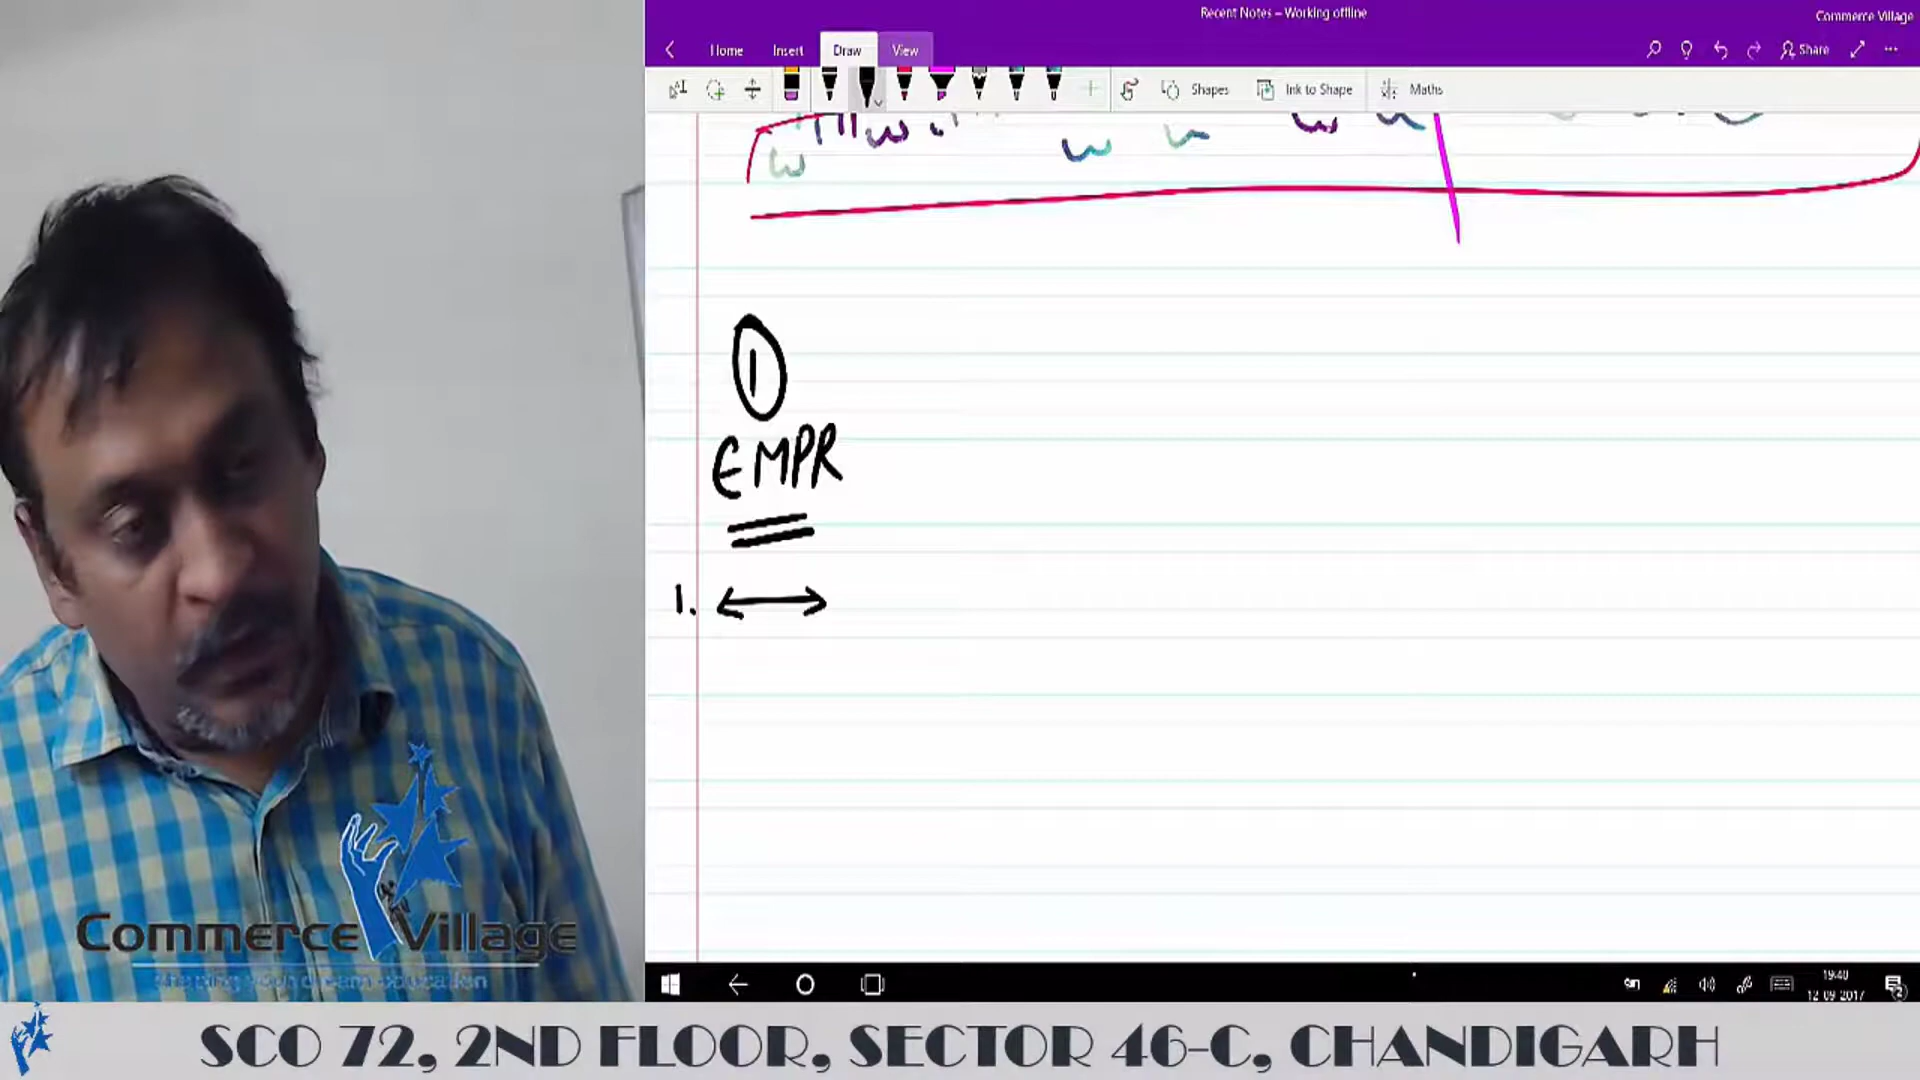 Recent Notes – Working offline
Commerce Village
Home Insert Draw View
Share
Shapes Ink to Shape Maths
1
EMPR
1.
Commerce Village
19:40
12-09-2017
SCO 72, 2ND FLOOR, SECTOR 46-C, CHANDIGARH